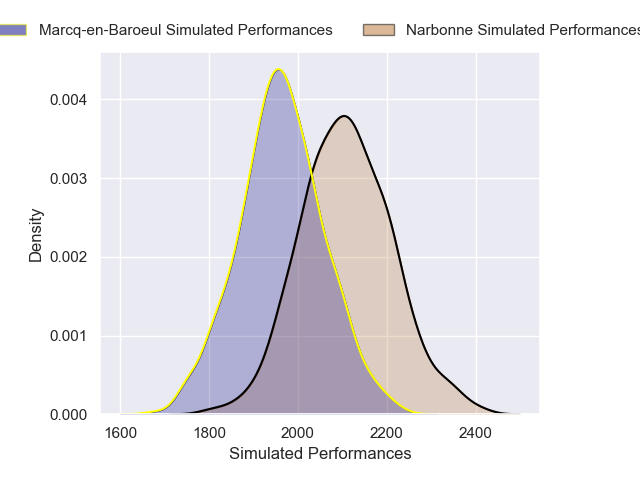 Marcq-en-Baroeul Simulated Performances
Narbonne Simulated Performances
0.004
0.003
0.002
0.001
0.000
Density
1600 1800 2000 2200 2400
Simulated Performances